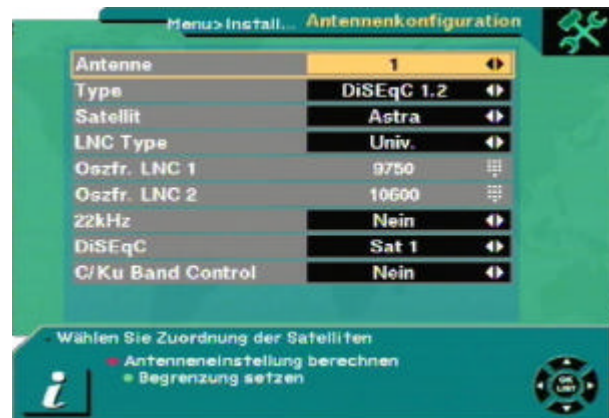 Menu>Install... Antennenkonfiguration
Antenne 1
Type DiSEqC 1.2
Satellit Astra
LNC Type Univ.
Oszfr. LNC 1 9750
Oszfr. LNC 2 10600
22kHz Nein
DiSEqC Sat 1
C/Ku Band Control Nein
Wählen Sie Zuordnung der Satelliten
Antenneneinstellung berechnen
Begrenzung setzen
i
OK
LIST